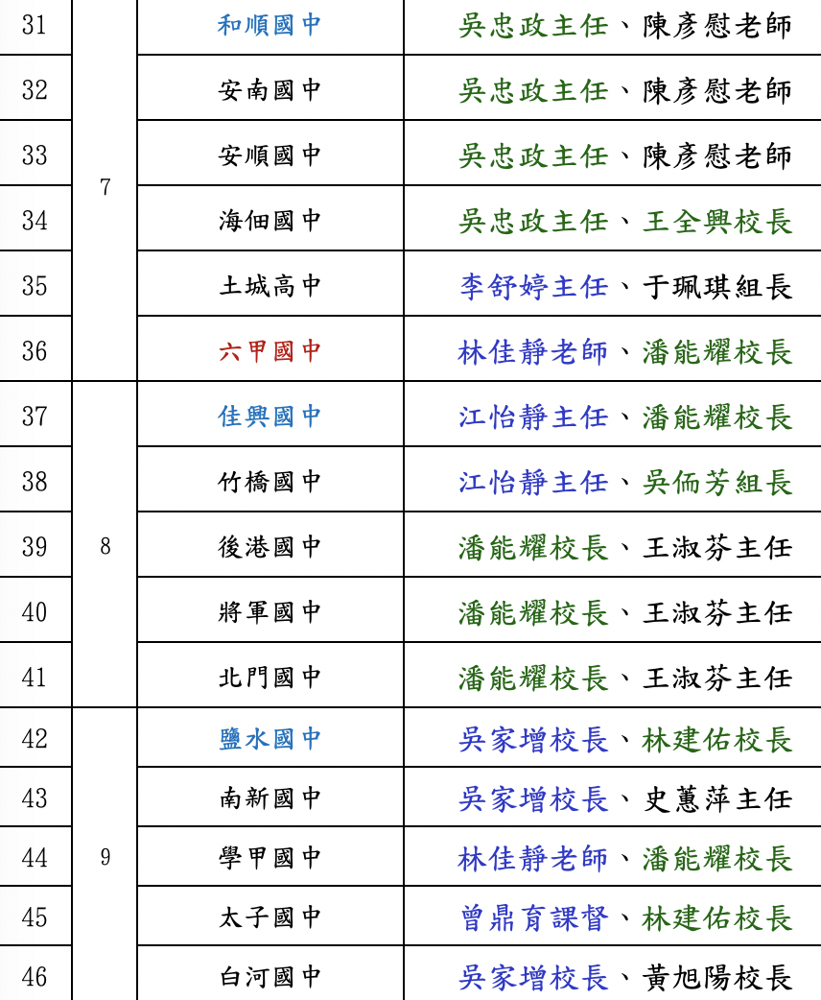 31 和順國中 吳忠政主任、陳彥慰老師
32 安南國中 吳忠政主任、陳彥慰老師
33 安順國中 吳忠政主任、陳彥慰老師
7
34 海佃國中 吳忠政主任、王全興校長
35 土城高中 李舒婷主任、于珮琪組長
36 六甲國中 林佳靜老師、潘能耀校長
37 佳興國中 江怡靜主任、潘能耀校長
38 竹橋國中 江怡靜主任、吳侕芳組長
39 8 後港國中 潘能耀校長、王淑芬主任
40 將軍國中 潘能耀校長、王淑芬主任
41 北門國中 潘能耀校長、王淑芬主任
42 鹽水國中 吳家增校長、林建佑校長
43 南新國中 吳家增校長、史蕙萍主任
44 9 學甲國中 林佳靜老師、潘能耀校長
45 太子國中 曾鼎育課督、林建佑校長
46 白河國中 吳家增校長、黃旭陽校長